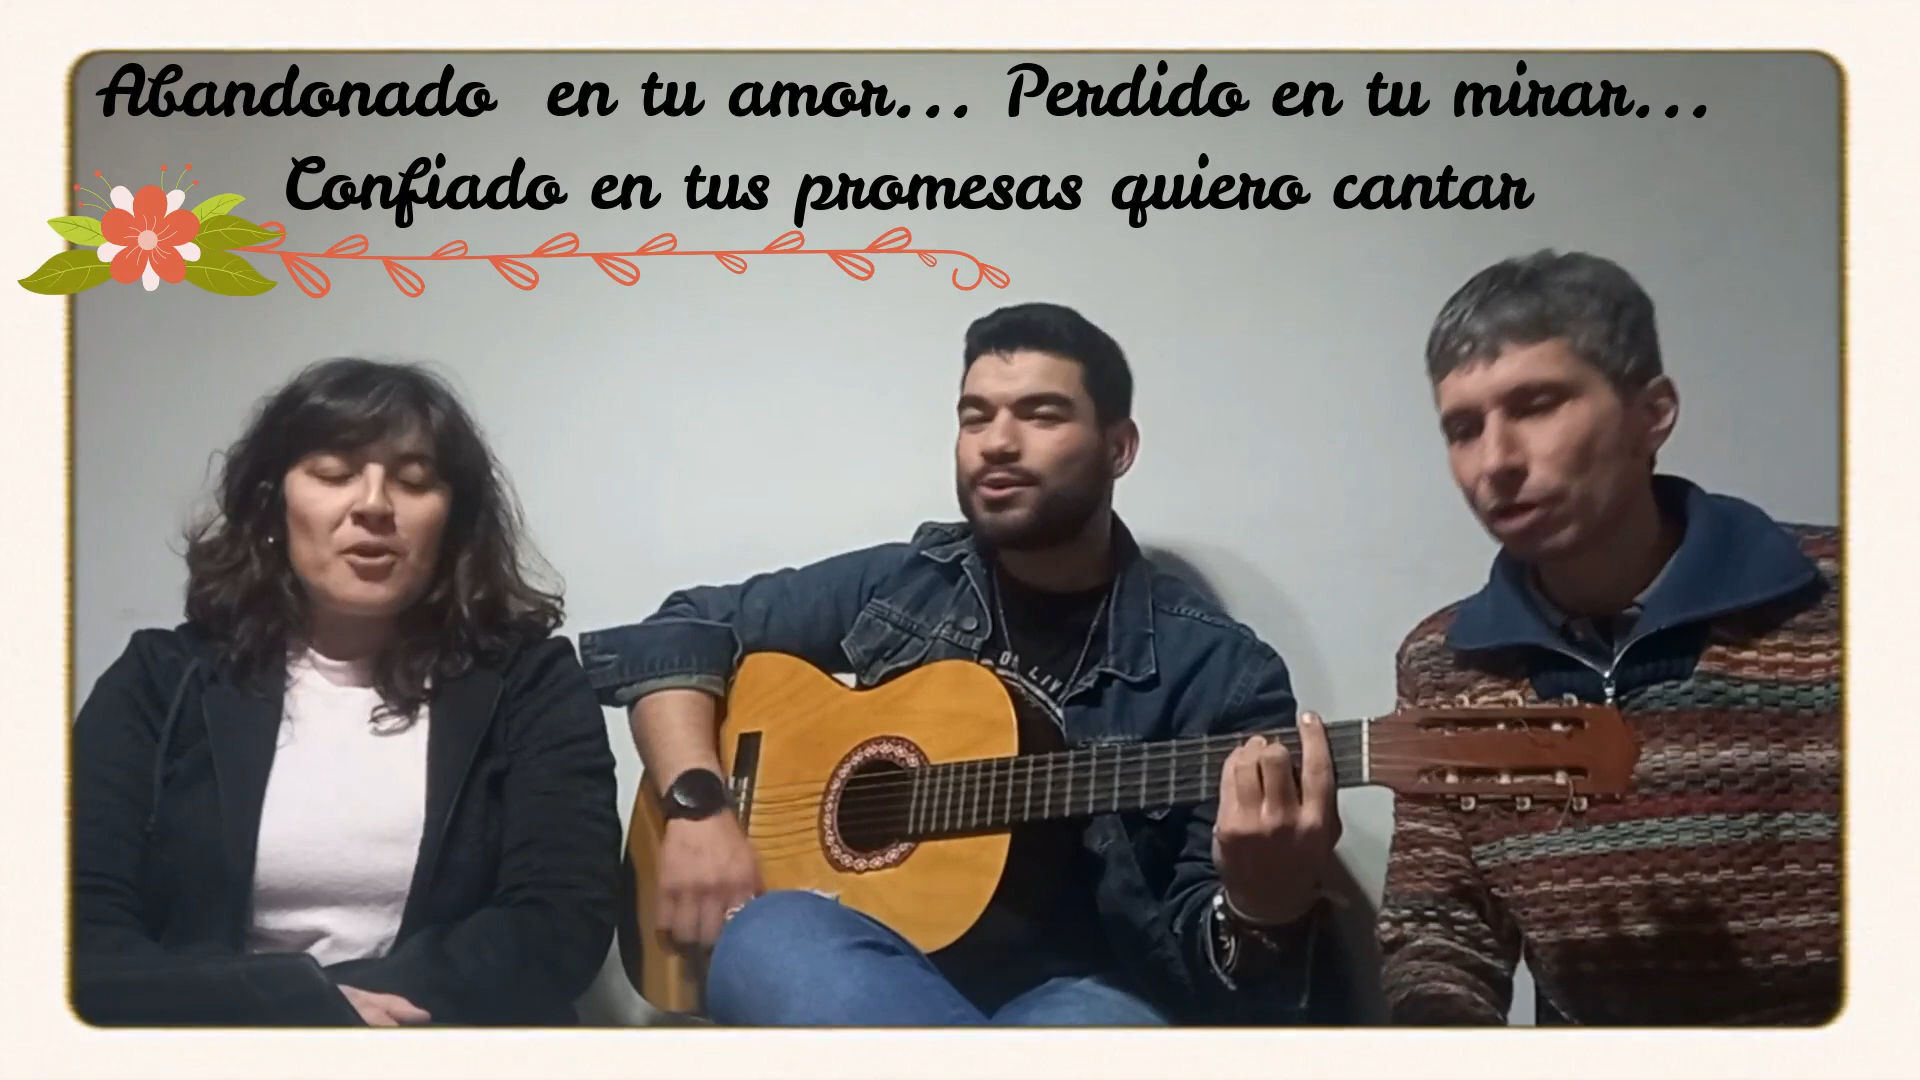 Abandonado en tu amor... Perdido en tu mirar...
Confiado en tus promesas quiero cantar